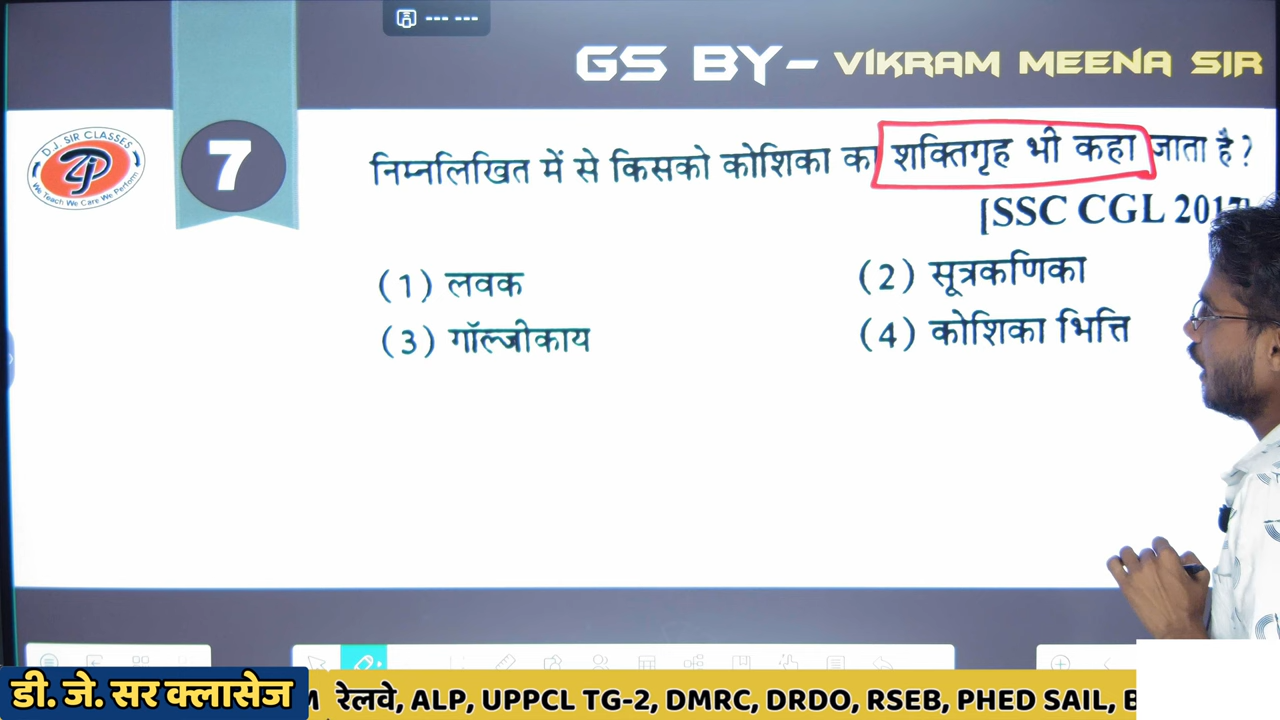 GS BY- VIKRAM MEENA SIR
D.J. SIR CLASSES
We Teach We Care We Perform
7
निम्नलिखित में से किसको कोशिका का शक्तिगृह भी कहा जाता है?
[SSC CGL 2017]
(1) लवक
(2) सूत्रकणिका
(3) गॉल्जीकाय
(4) कोशिका भित्ति
डी. जे. सर क्लासेज
रेलवे, ALP, UPPCL TG-2, DMRC, DRDO, RSEB, PHED SAIL,